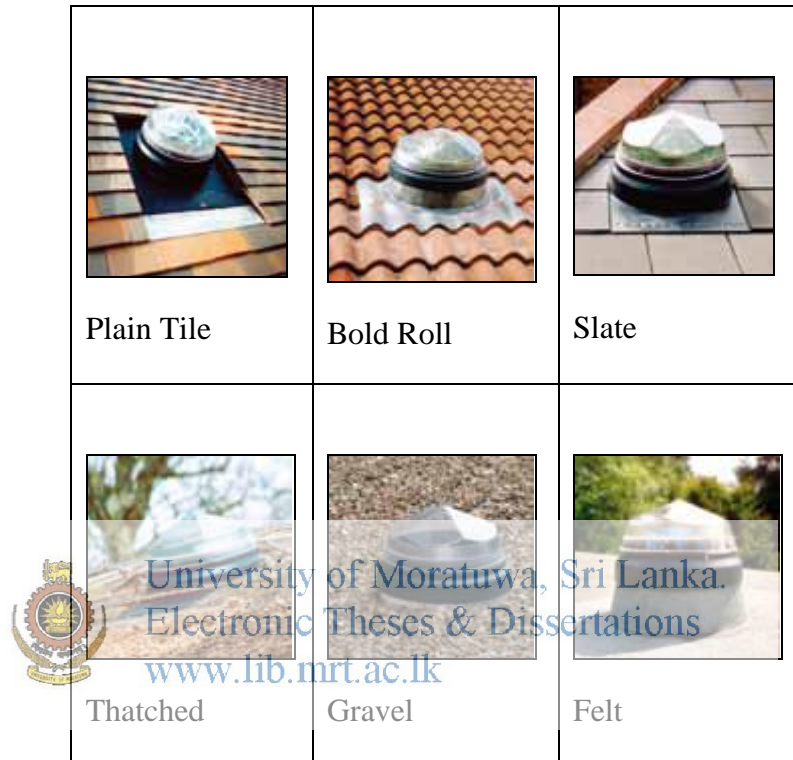 Plain Tile
Bold Roll
Slate
University of Moratuwa, Sri Lanka.
Electronic Theses & Dissertations
www.lib.mrt.ac.lk
Thatched
Gravel
Felt